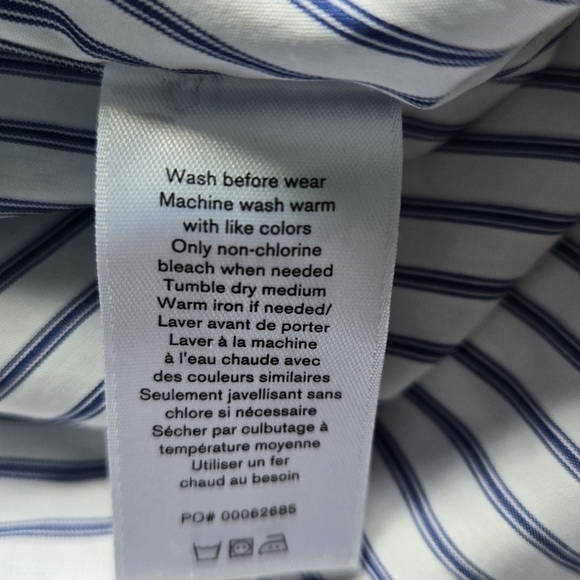 Wash before wear
Machine wash warm
with like colors
Only non-chlorine
bleach when needed
Tumble dry medium
Warm iron if needed/
Laver avant de porter
Laver à la machine
à l'eau chaude avec
des couleurs similaires
Seulement javellisant sans
chlore si nécessaire
Sécher par culbutage à
température moyenne
Utiliser un fer
chaud au besoin
PO# 00062685